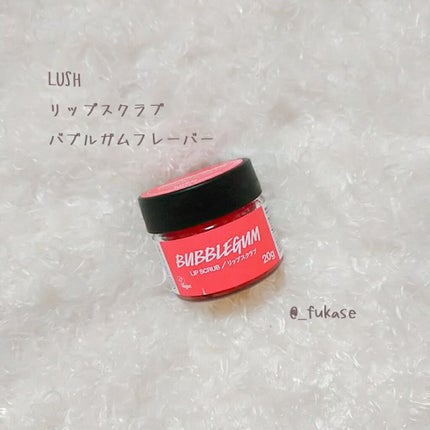 LUSH
リップスクラブ
バブルガムフレーバー
BUBBLEGUM
LIP SCRUB／リップスクラブ
20g
@_fukase